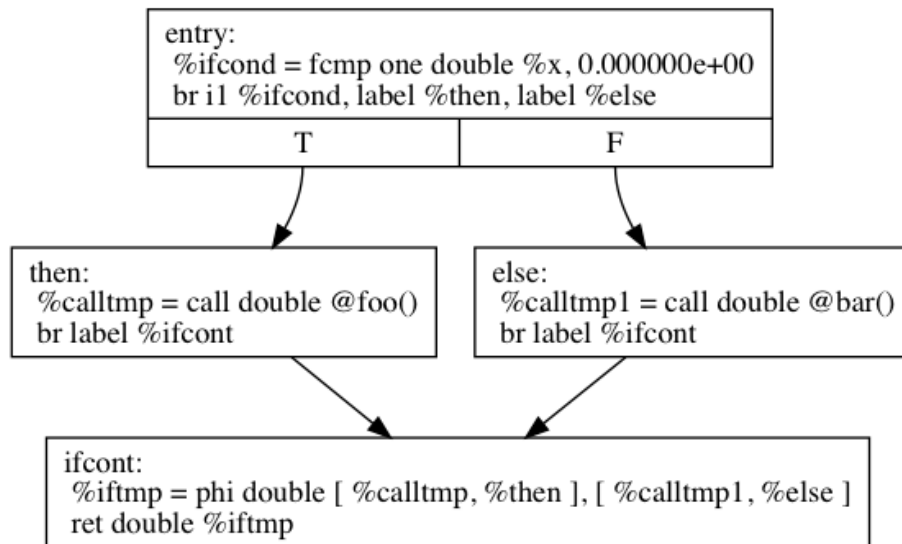 entry:
%ifcond = fcmp one double %x, 0.000000e+00
br i1 %ifcond, label %then, label %else
T
F
then:
%calltmp = call double @foo()
br label %ifcont
else:
%calltmp1 = call double @bar()
br label %ifcont
ifcont:
%iftmp = phi double [ %calltmp, %then ], [ %calltmp1, %else ]
ret double %iftmp